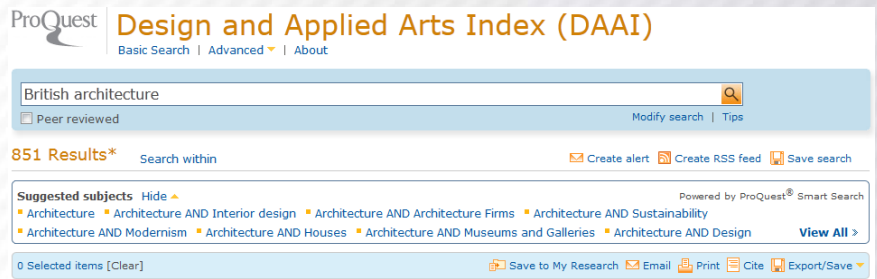 ProQuest Design and Applied Arts Index (DAAI)
Basic Search | Advanced | About
British architecture
Peer reviewed Modify search | Tips
851 Results* Search within Create alert Create RSS feed Save search
Suggested subjects Hide Powered by ProQuest® Smart Search
Architecture Architecture AND Interior design Architecture AND Architecture Firms Architecture AND Sustainability
Architecture AND Modernism Architecture AND Houses Architecture AND Museums and Galleries Architecture AND Design View All >
0 Selected items [Clear] Save to My Research Email Print Cite Export/Save